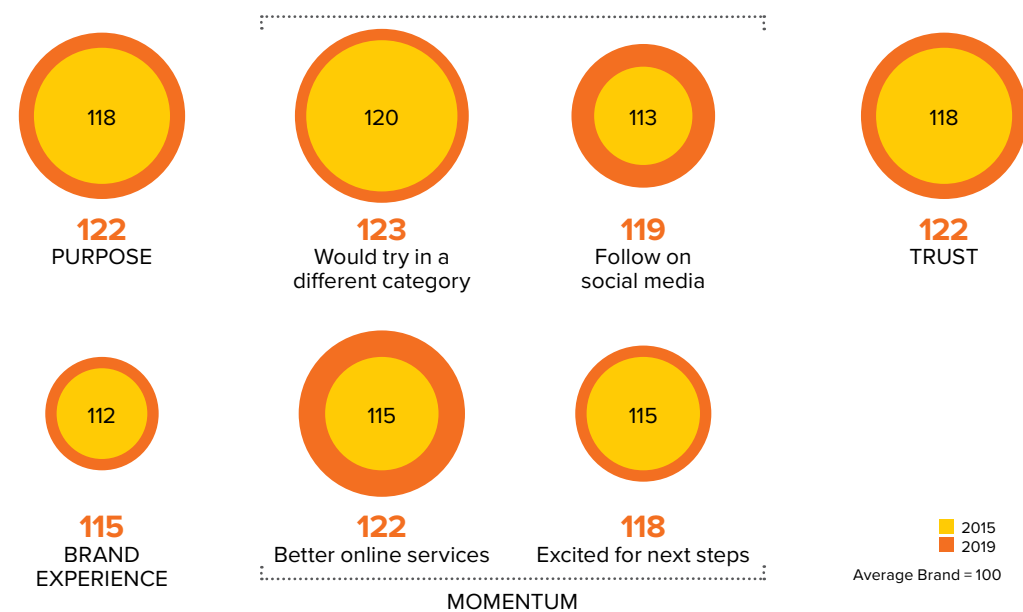 118
122
PURPOSE
120
123
Would try in a
different category
113
119
Follow on
social media
118
122
TRUST
112
115
BRAND
EXPERIENCE
115
122
Better online services
115
118
Excited for next steps
MOMENTUM
2015
2019
Average Brand = 100